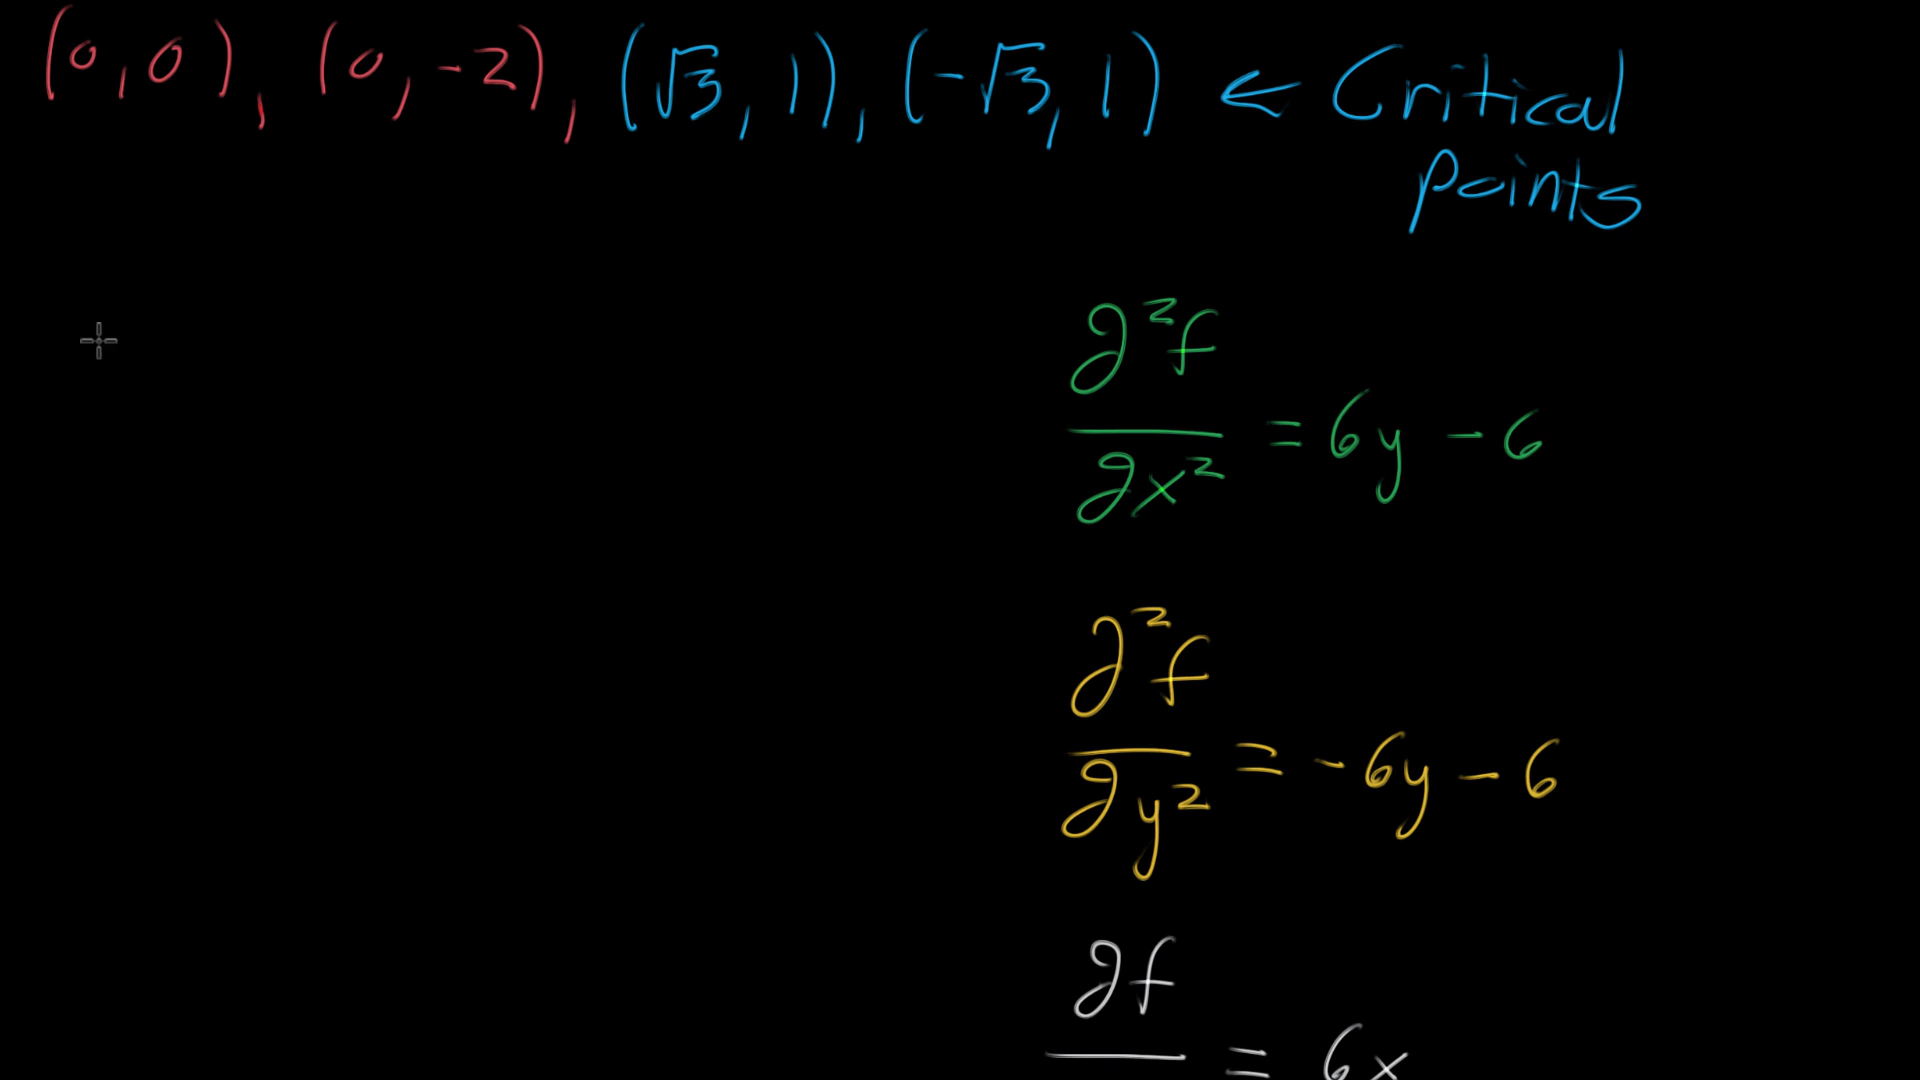 (0,0), (0,-2), (√3,1), (-√3,1) ← Critical
points
∂²f
∂x² = 6y - 6
∂²f
∂y² = -6y - 6
∂f
= 6x